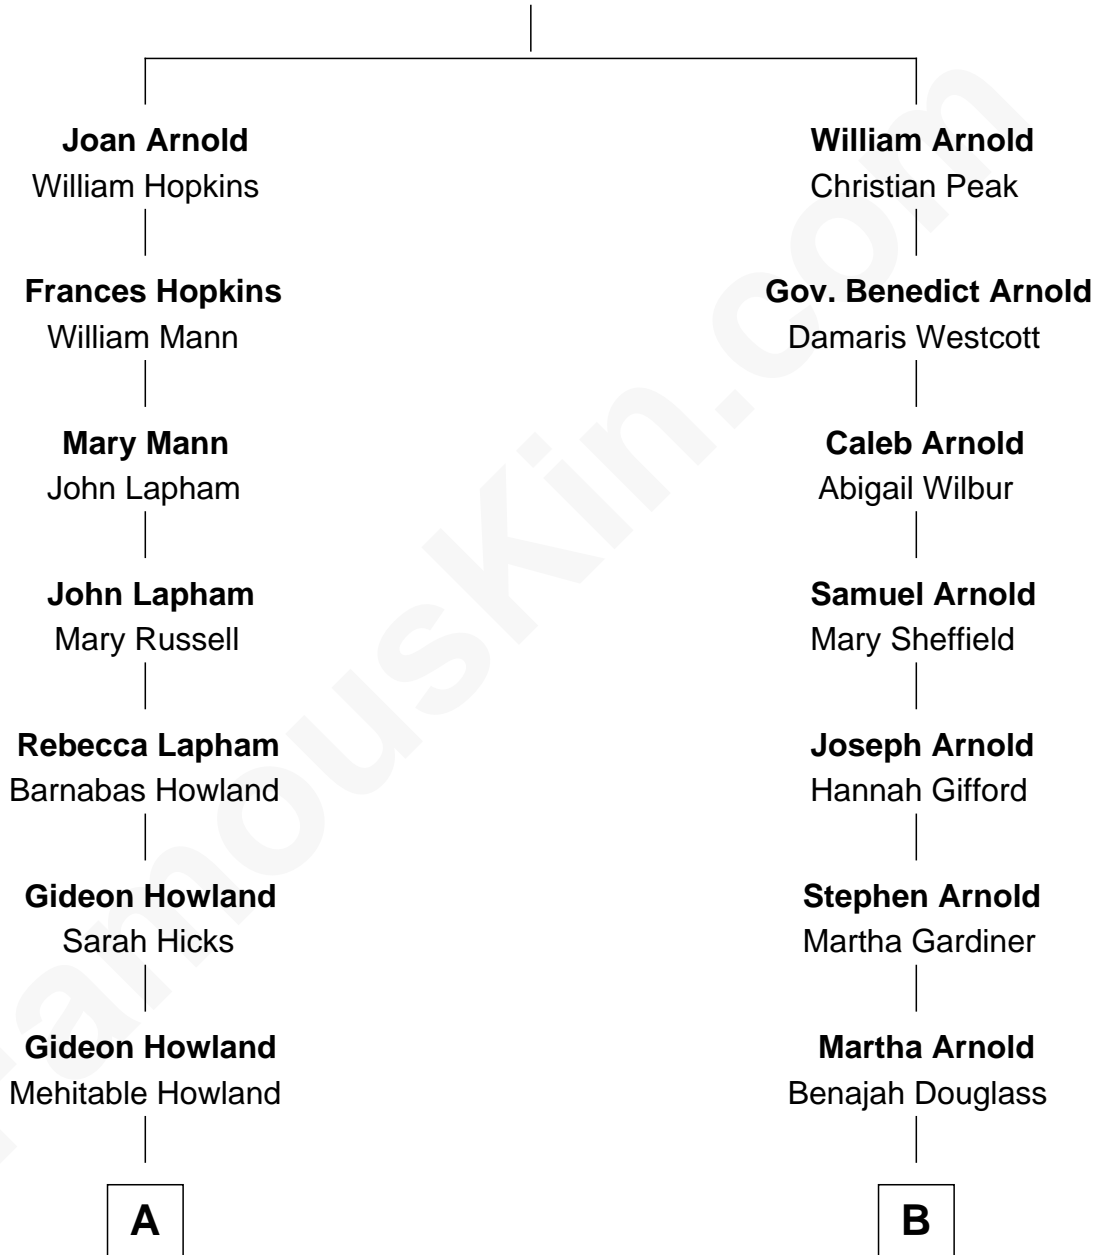 Joan Arnold
William Hopkins
Frances Hopkins
William Mann
Mary Mann
John Lapham
John Lapham
Mary Russell
Rebecca Lapham
Barnabas Howland
Gideon Howland
Sarah Hicks
Gideon Howland
Mehitable Howland
A
William Arnold
Christian Peak
Gov. Benedict Arnold
Damaris Westcott
Caleb Arnold
Abigail Wilbur
Samuel Arnold
Mary Sheffield
Joseph Arnold
Hannah Gifford
Stephen Arnold
Martha Gardiner
Martha Arnold
Benajah Douglass
B
FamousKin.com